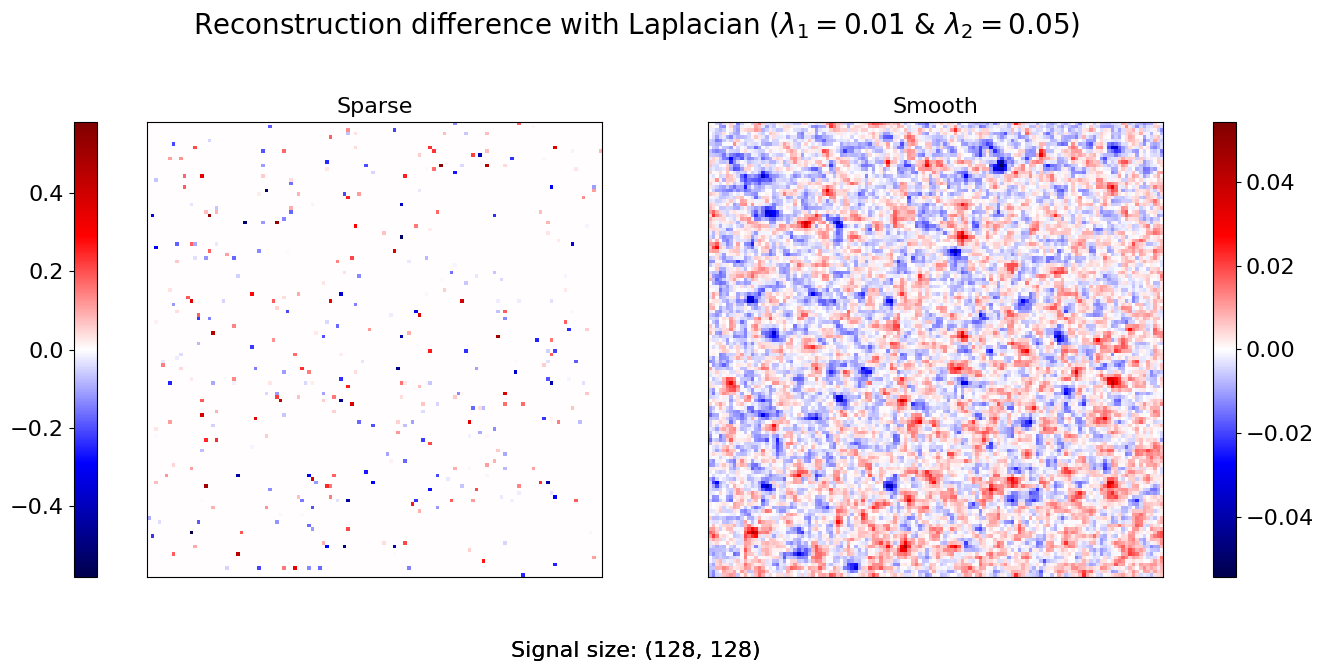 Reconstruction difference with Laplacian (λ₁ = 0.01 & λ₂ = 0.05)
Sparse
Smooth
0.4
0.2
0.0
−0.2
−0.4
0.04
0.02
0.00
−0.02
−0.04
Signal size: (128, 128)